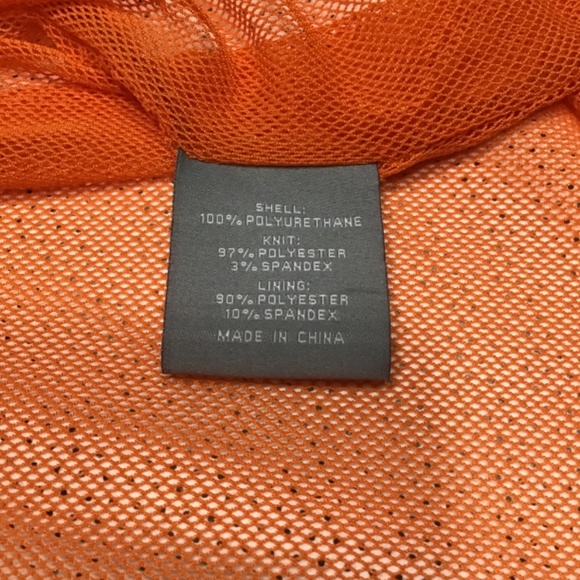 SHELL:
100% POLYURETHANE
KNIT:
97% POLYESTER
3% SPANDEX
LINING:
90% POLYESTER
10% SPANDEX
MADE IN CHINA